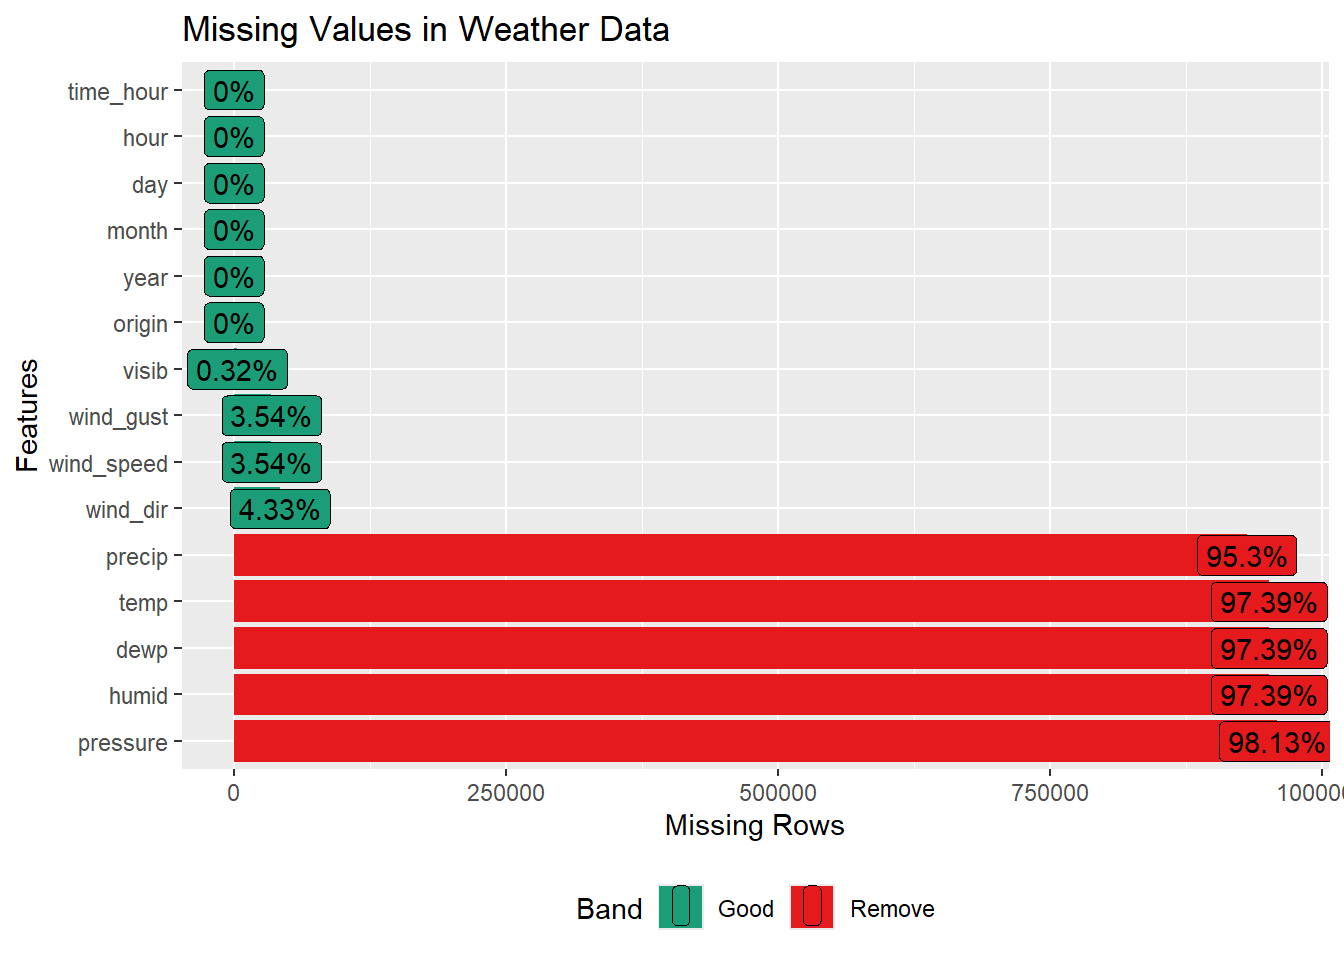 Missing Values in Weather Data
Features
time_hour 0%
hour 0%
day 0%
month 0%
year 0%
origin 0%
visib 0.32%
wind_gust 3.54%
wind_speed 3.54%
wind_dir 4.33%
precip 95.3%
temp 97.39%
dewp 97.39%
humid 97.39%
pressure 98.13%
0 250000 500000 750000 100000
Missing Rows
Band Good Remove